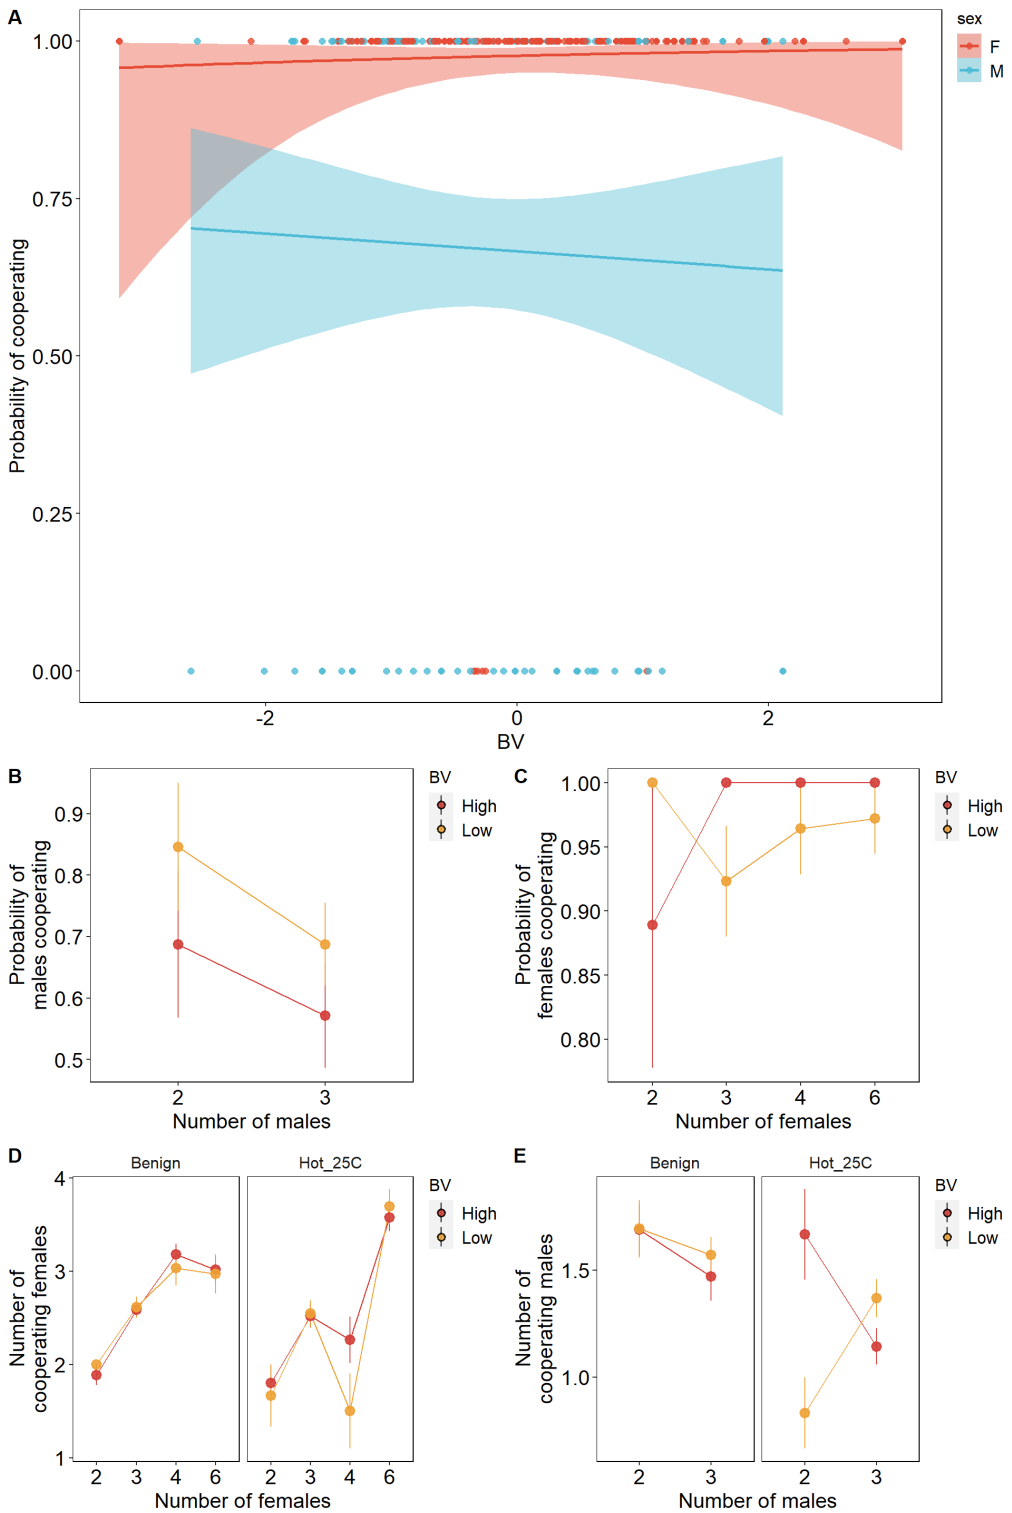 A
sex
F
M
Probability of cooperating
1.00
0.75
0.50
0.25
0.00
-2 0 2
BV
B
Probability of
males cooperating
0.9
0.8
0.7
0.6
0.5
2 3
Number of males
BV
High
Low
C
Probability of
females cooperating
1.00
0.95
0.90
0.85
0.80
2 3 4 6
Number of females
BV
High
Low
D
Benign Hot_25C
Number of
cooperating females
4
3
2
1
2 3 4 6 2 3 4 6
Number of females
BV
High
Low
E
Benign Hot_25C
Number of
cooperating males
1.5
1.0
2 3 2 3
Number of males
BV
High
Low